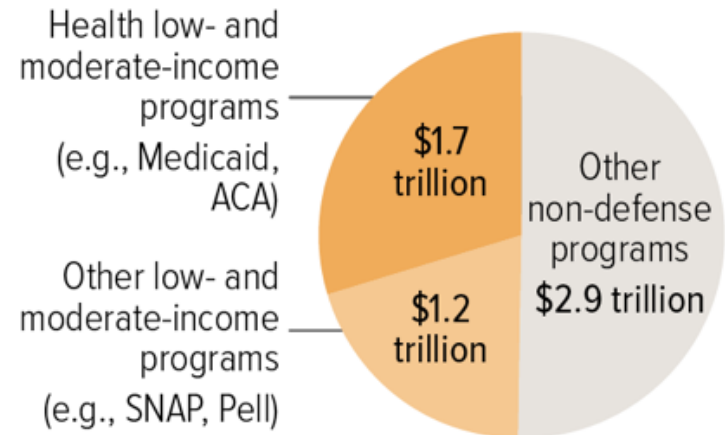 Health low- and
moderate-income
programs
(e.g., Medicaid,
ACA)
$1.7
trillion
Other
non-defense
programs
$2.9 trillion
Other low- and
moderate-income
programs
(e.g., SNAP, Pell)
$1.2
trillion